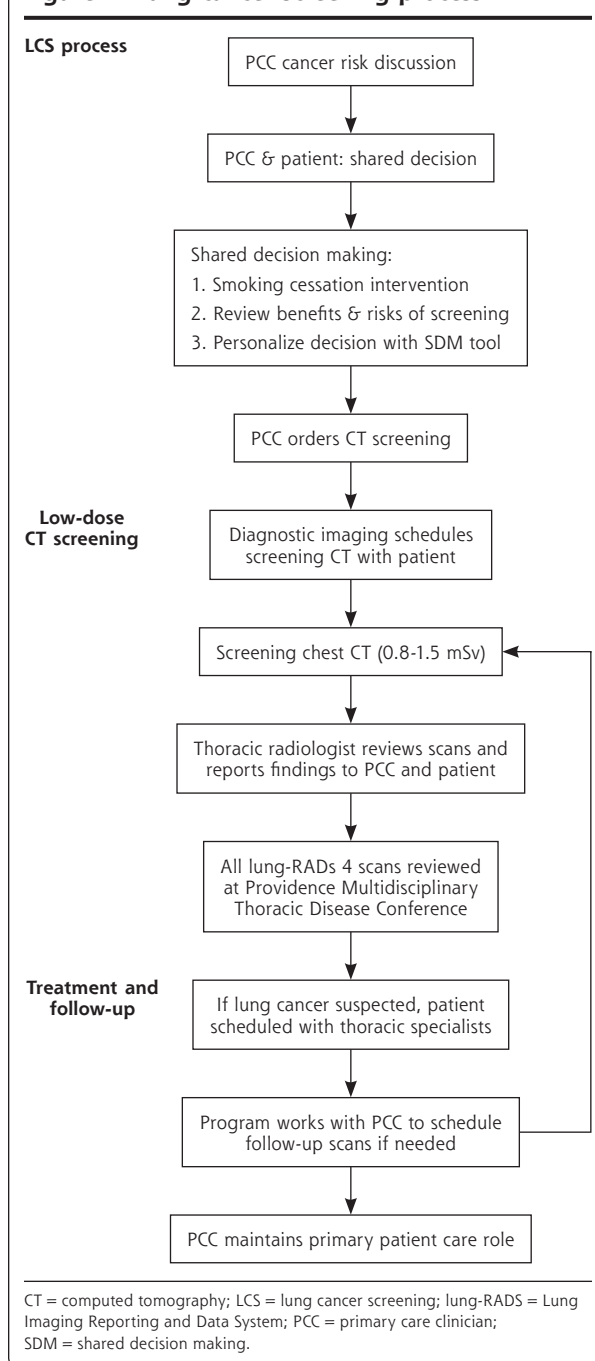 LCS process
PCC cancer risk discussion
PCC & patient: shared decision
Shared decision making:
1. Smoking cessation intervention
2. Review benefits & risks of screening
3. Personalize decision with SDM tool
PCC orders CT screening
Low-dose
CT screening
Diagnostic imaging schedules
screening CT with patient
Screening chest CT (0.8-1.5 mSv)
Thoracic radiologist reviews scans and
reports findings to PCC and patient
All lung-RADs 4 scans reviewed
at Providence Multidisciplinary
Thoracic Disease Conference
Treatment and
follow-up
If lung cancer suspected, patient
scheduled with thoracic specialists
Program works with PCC to schedule
follow-up scans if needed
PCC maintains primary patient care role
CT = computed tomography; LCS = lung cancer screening; lung-RADS = Lung
Imaging Reporting and Data System; PCC = primary care clinician;
SDM = shared decision making.